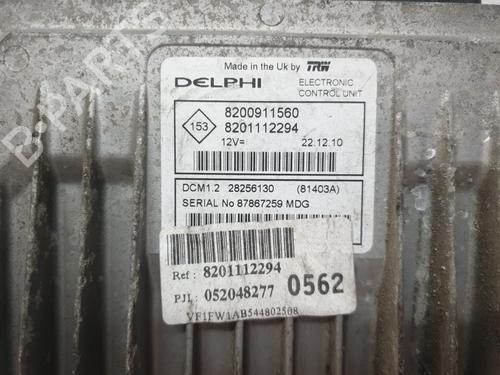 Made in the Uk by TRW
DELPHI ELECTRONIC CONTROL UNIT
8200911560
153 8201112294
12V= 22.12.10
DCM1.2 28256130 (81403A)
SERIAL No 87867259 MDG
Ref : 8201112294
PJL : 052048277 0562
VF1FW1AB544802508
B-PARTS